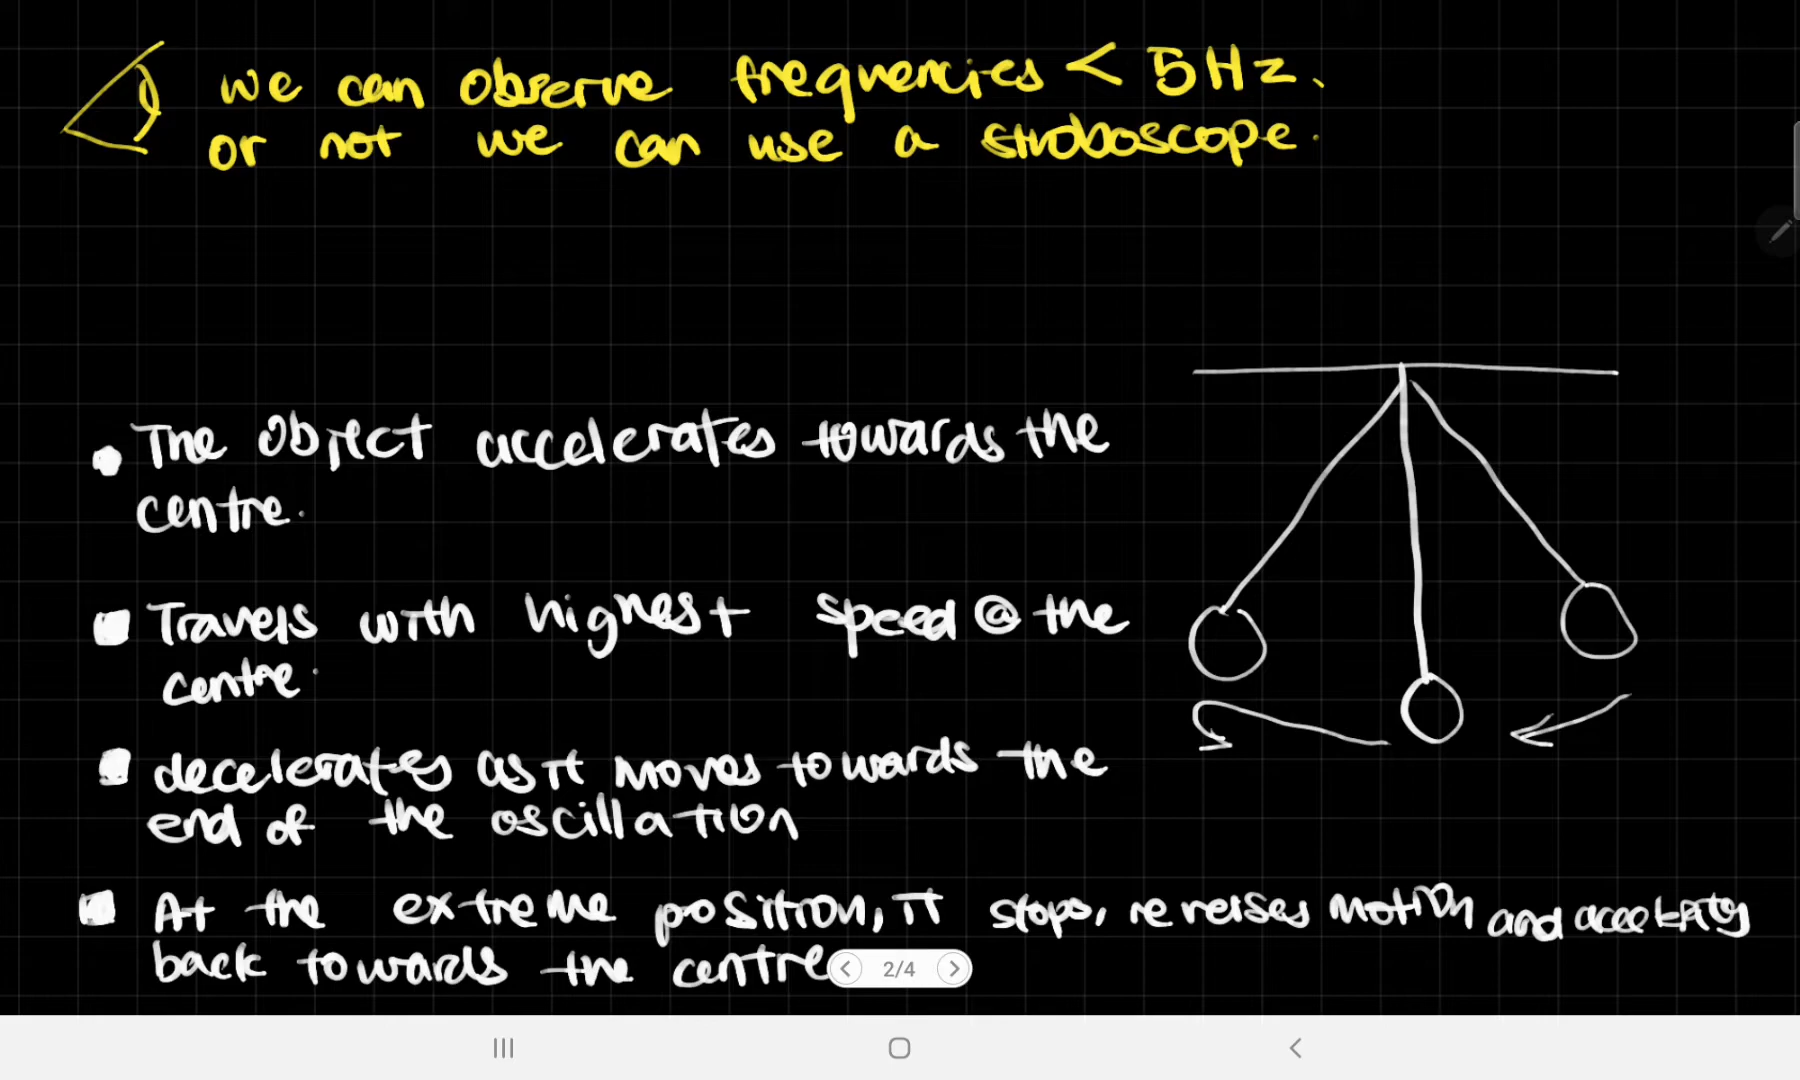 we can observe frequencies < 5Hz.
or not we can use a stroboscope.
The object accelerates towards the
centre.
Travels with highest speed @ the
centre.
decelerates as it moves towards the
end of the oscillation
At the extreme position, it stops, reverses motion and accelerates
back towards the centre
2/4